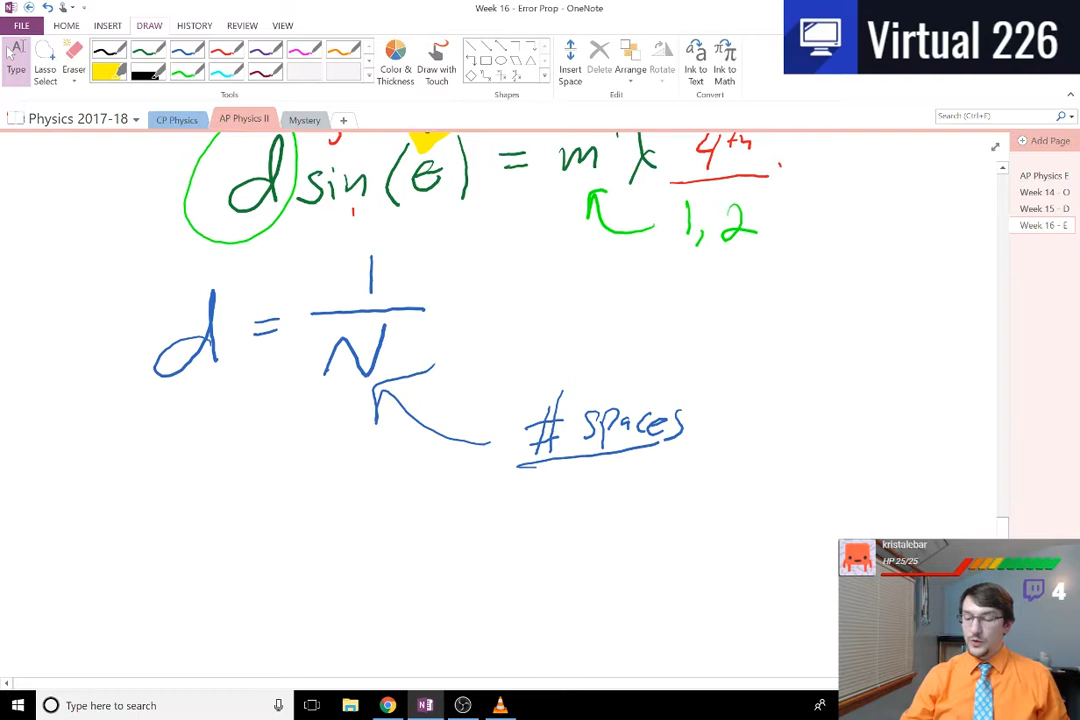 Week 16 - Error Prop - OneNote
FILE HOME INSERT DRAW HISTORY REVIEW VIEW
Virtual 226
Type Lasso Select Eraser Color & Thickness Draw with Touch Insert Space Delete Arrange Rotate Ink to Text Ink to Math
Tools Shapes Edit Convert
Physics 2017-18 CP Physics AP Physics II Mystery Search (Ctrl+E)
Add Page
AP Physics E
Week 14 - O
Week 15 - D
Week 16 - E
d sin (θ) = m λ 4th
1, 2
d = 1
N
# spaces
kristalebar
HP 25/25
4
Type here to search